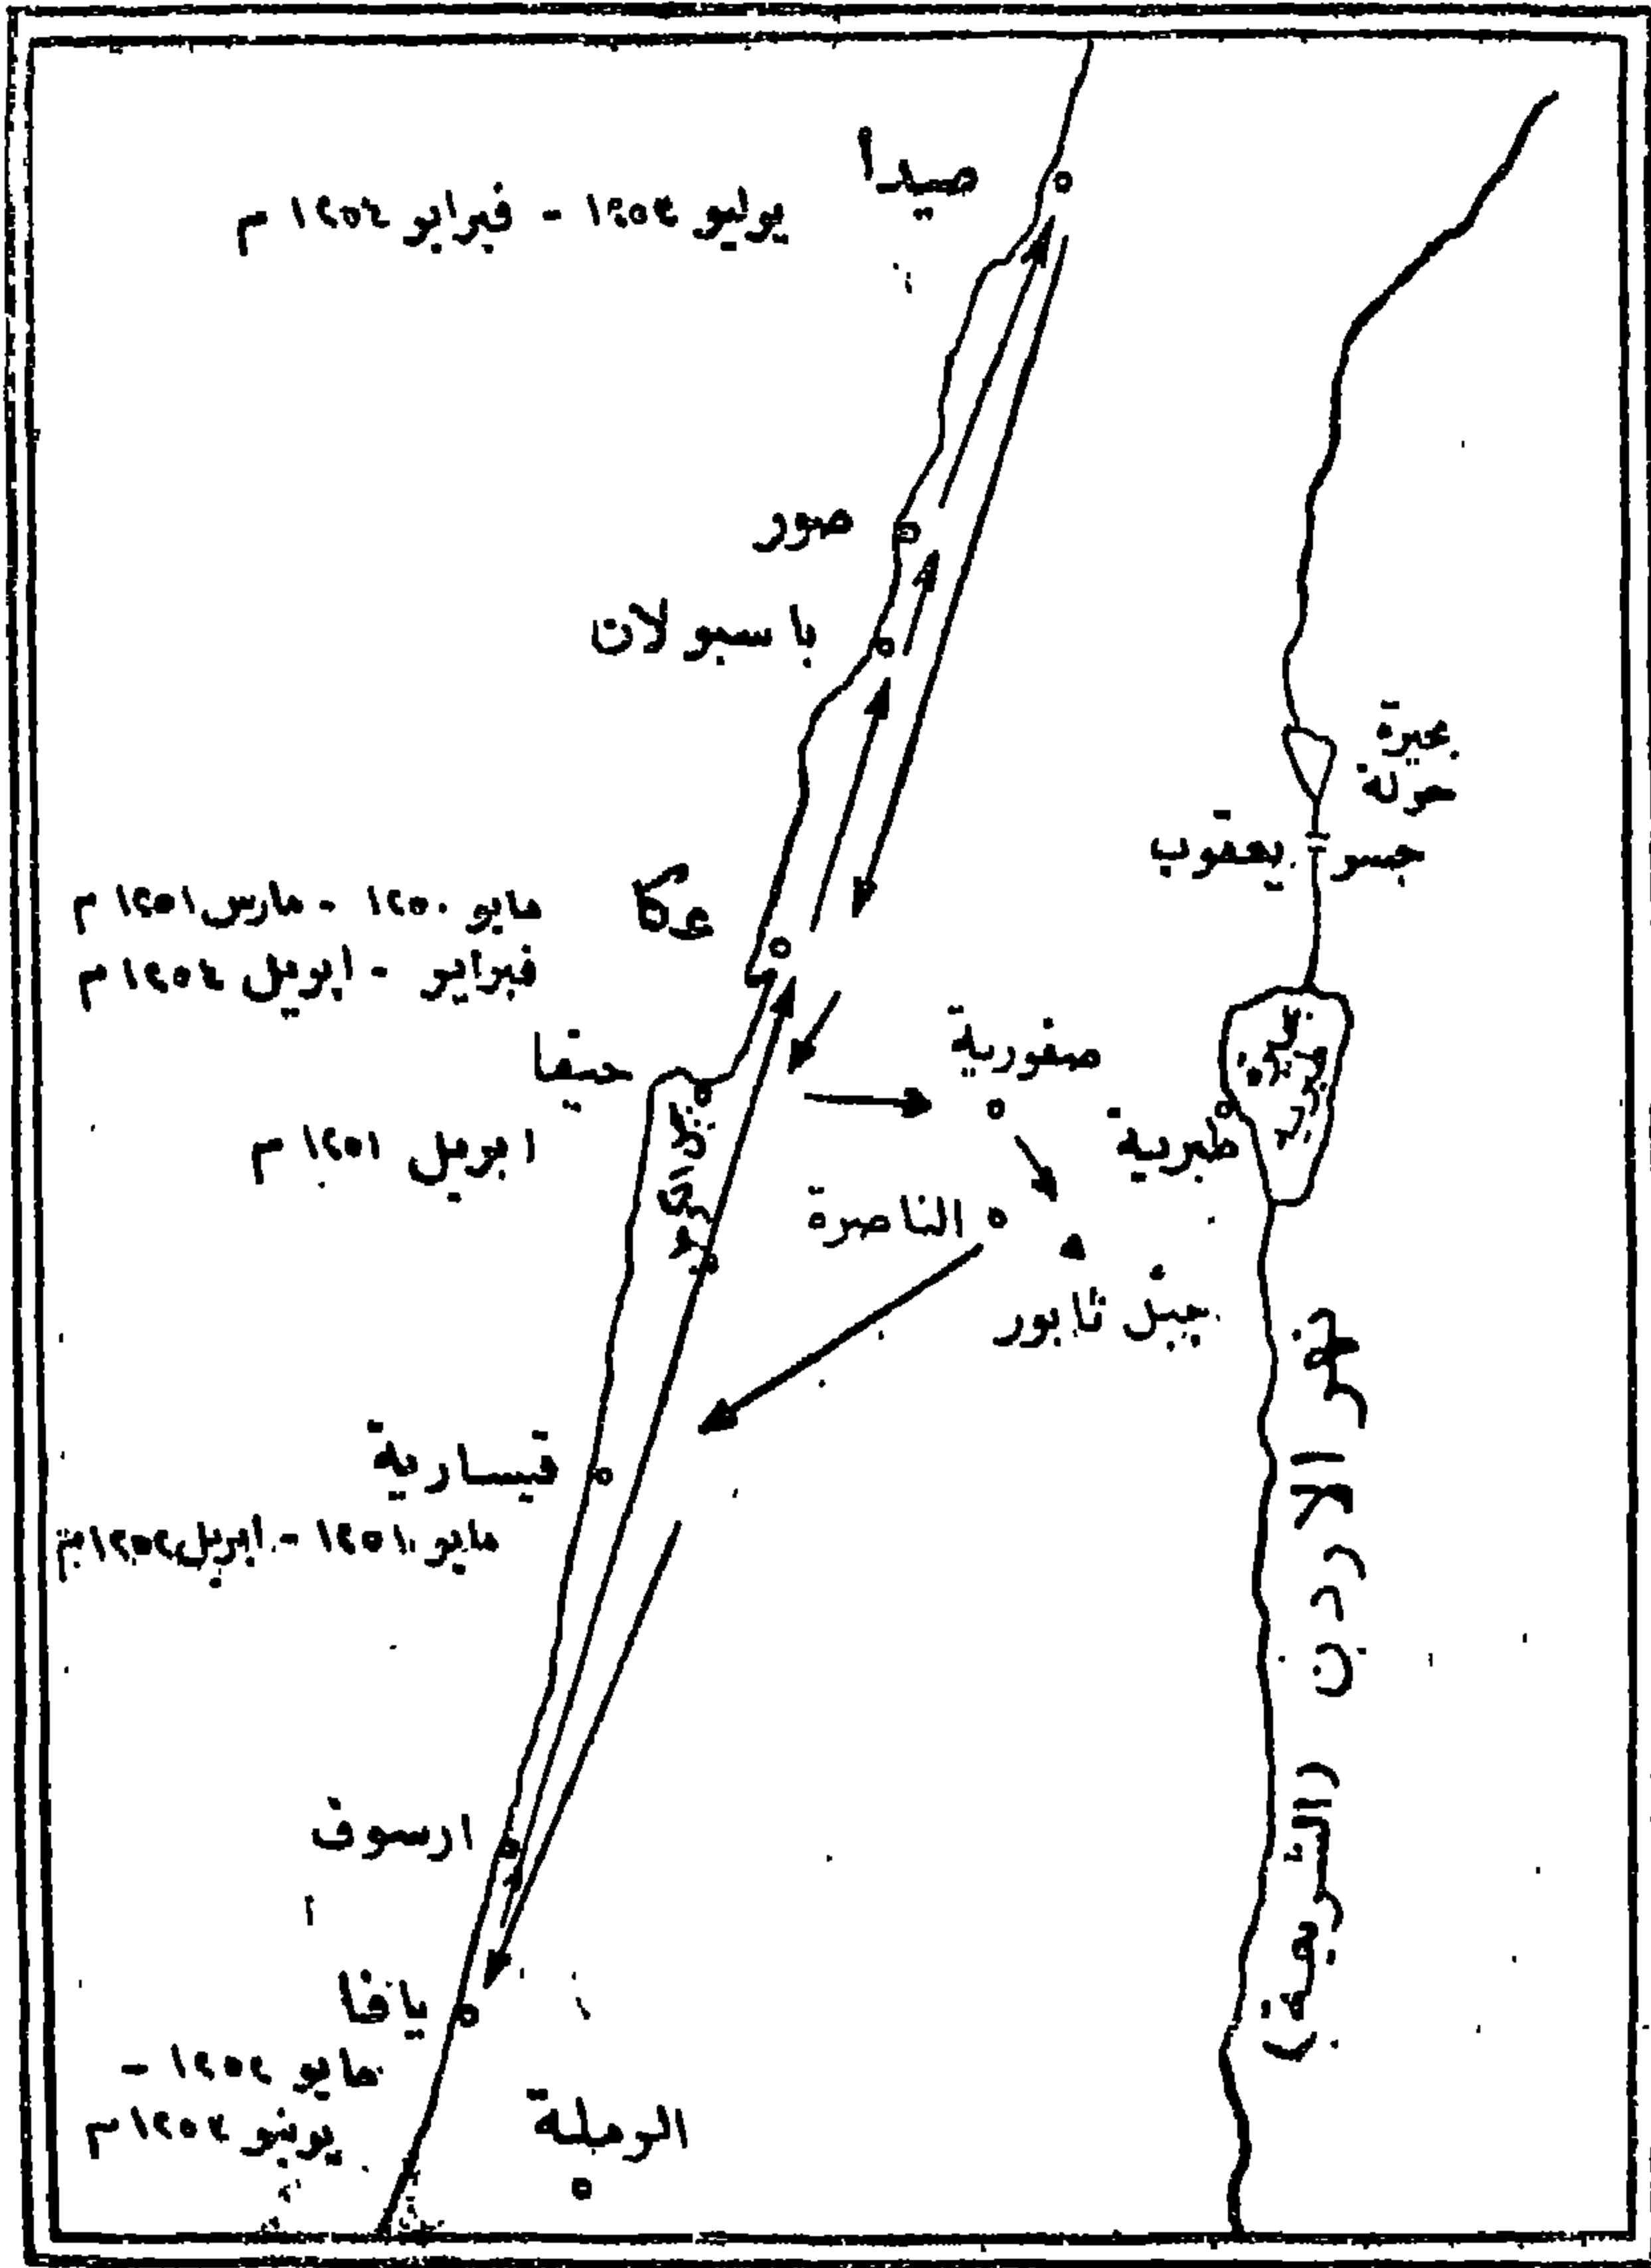 صيدا
يوليو ١٢٥٣ - فبراير ١٢٥٤ م
صور
باسبولان
بحيرة
حولة
جسر يعقوب
عكا
مايو ١٢٥٠ - مارس ١٢٥١ م
فبراير - ابريل ١٢٥٤ م
حيفا
ابريل ١٢٥١ م
الكرمل
صفورية
طبرية
الناصرة
جبل ثابور
نهر الاردن (الشريعة)
قيسارية
مايو ١٢٥١ - ابريل ١٢٥٢ م
ارسوف
يافا
مايو ١٢٥٢ -
يونيو ١٢٥٣ م
الرملة